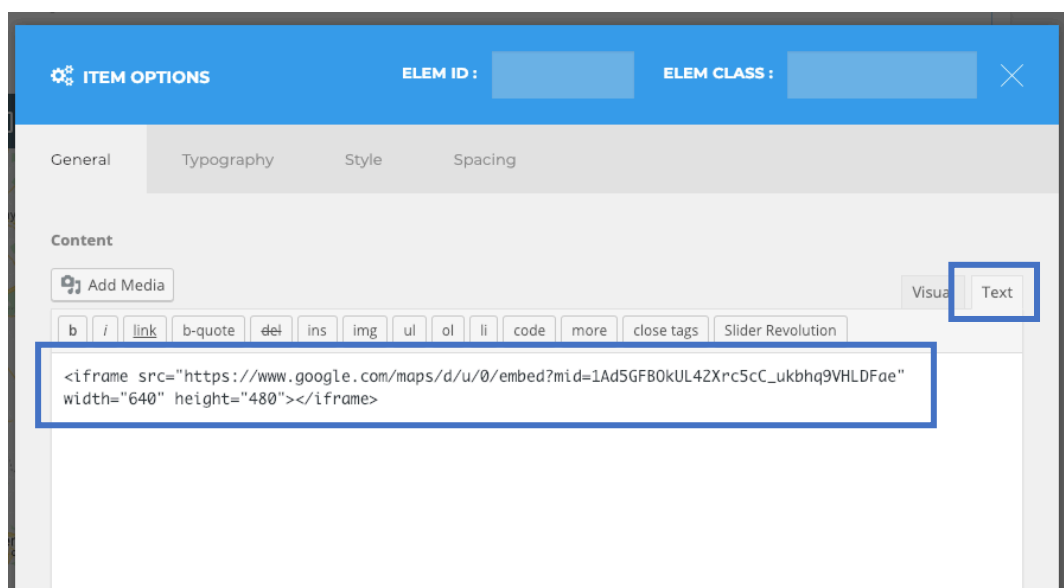 ITEM OPTIONS ELEM ID : ELEM CLASS :
General Typography Style Spacing
Content
Add Media
Visua Text
b i link b-quote del ins img ul ol li code more close tags Slider Revolution
<iframe src="https://www.google.com/maps/d/u/0/embed?mid=1Ad5GFBOkUL42Xrc5cC_ukbhq9VHLDFae"
width="640" height="480"></iframe>